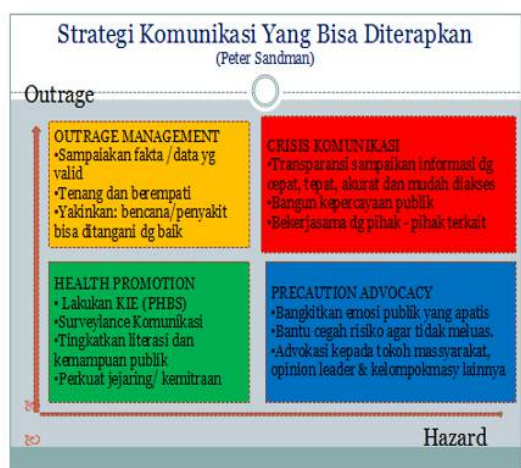 Strategi Komunikasi Yang Bisa Diterapkan
(Peter Sandman)
Outrage
OUTRAGE MANAGEMENT
•Sampaiakan fakta /data yg
valid
•Tenang dan berempati
•Yakinkan: bencana/penyakit
bisa ditangani dg baik
CRISIS KOMUNIKASI
•Transparansi sampaikan informasi dg
cepat, tepat, akurat dan mudah diakses
•Bangun kepercayaan publik
•Bekerjasama dg pihak - pihak terkait
HEALTH PROMOTION
• Lakukan KIE (PHBS)
•Surveylance Komunikasi
•Tingkatkan literasi dan
kemampuan publik
•Perkuat jejaring/ kemitraan
PRECAUTION ADVOCACY
•Bangkitkan emosi publik yang apatis
•Bantu cegah risiko agar tidak meluas.
•Advokasi kepada tokoh massyarakat,
opinion leader & kelompokmasy lainnya
Hazard